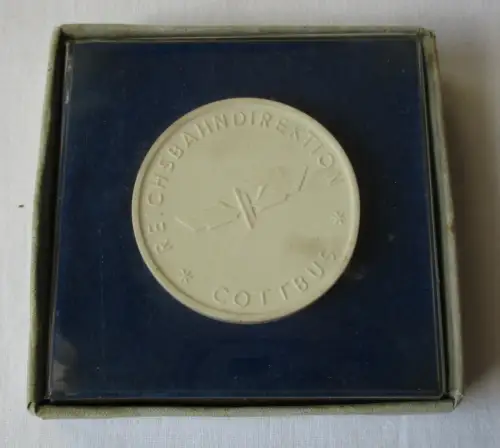 REICHSBAHNDIREKTION
* COTTBUS *